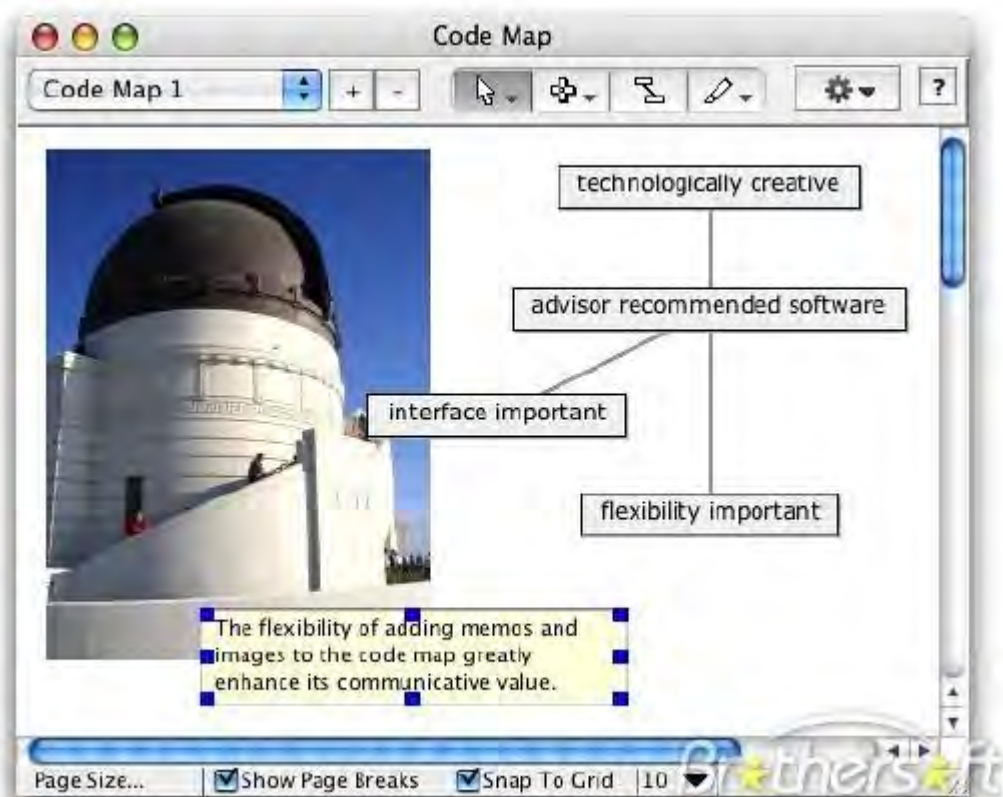 Code Map
Code Map 1 + - ?
technologically creative
advisor recommended software
interface important
flexibility important
The flexibility of adding memos and
images to the code map greatly
enhance its communicative value.
Page Size... Show Page Breaks Snap To Grid 10
Brothersoft